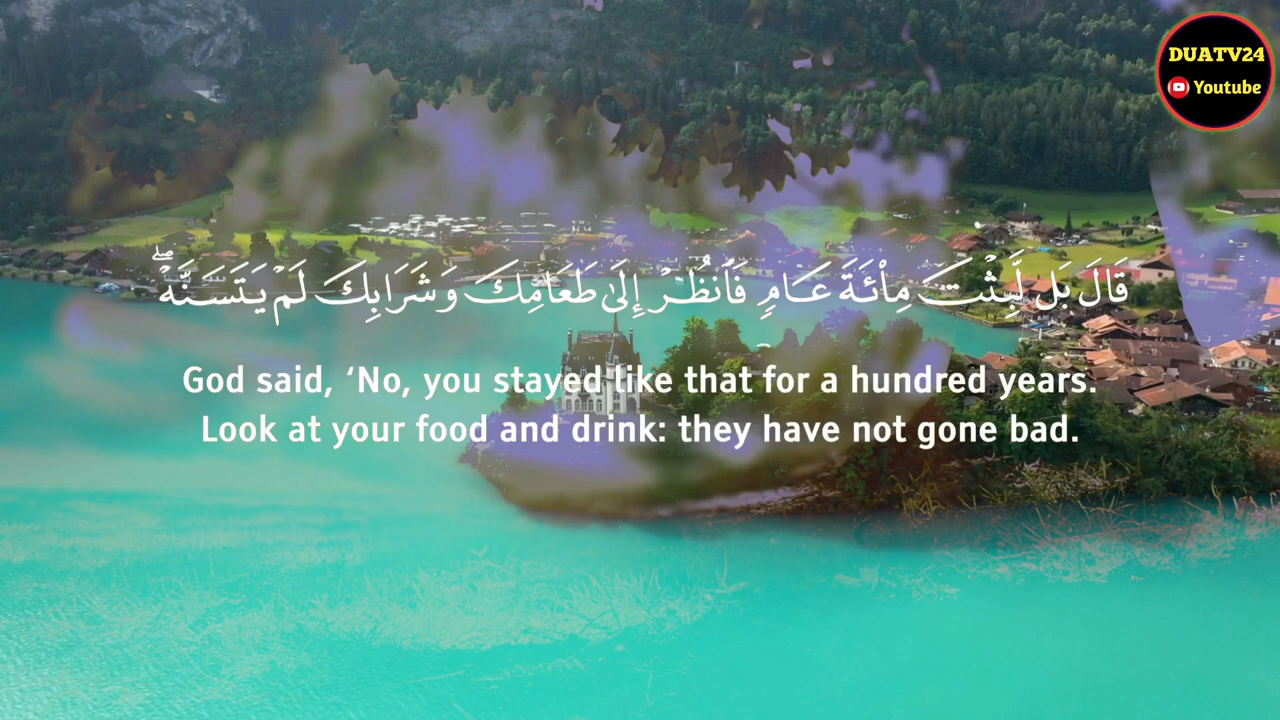 DUATV24
Youtube
قَالَ بَل لَّبِثْتَ مِا۟ئَةَ عَامٍ فَٱنظُرْ إِلَىٰ طَعَامِكَ وَشَرَابِكَ لَمْ يَتَسَنَّهْ ۖ
God said, ‘No, you stayed like that for a hundred years.
Look at your food and drink: they have not gone bad.